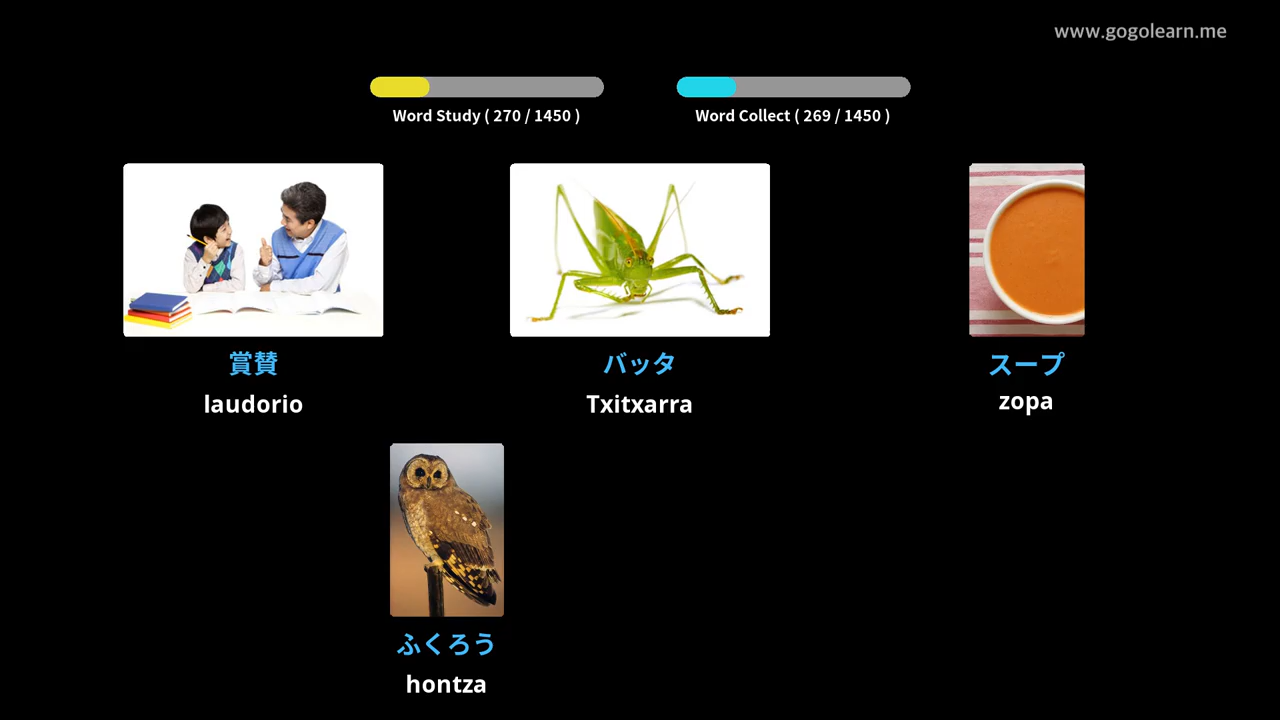 www.gogolearn.me
Word Study ( 270 / 1450 )
Word Collect ( 269 / 1450 )
賞賛
laudorio
バッタ
Txitxarra
スープ
zopa
ふくろう
hontza